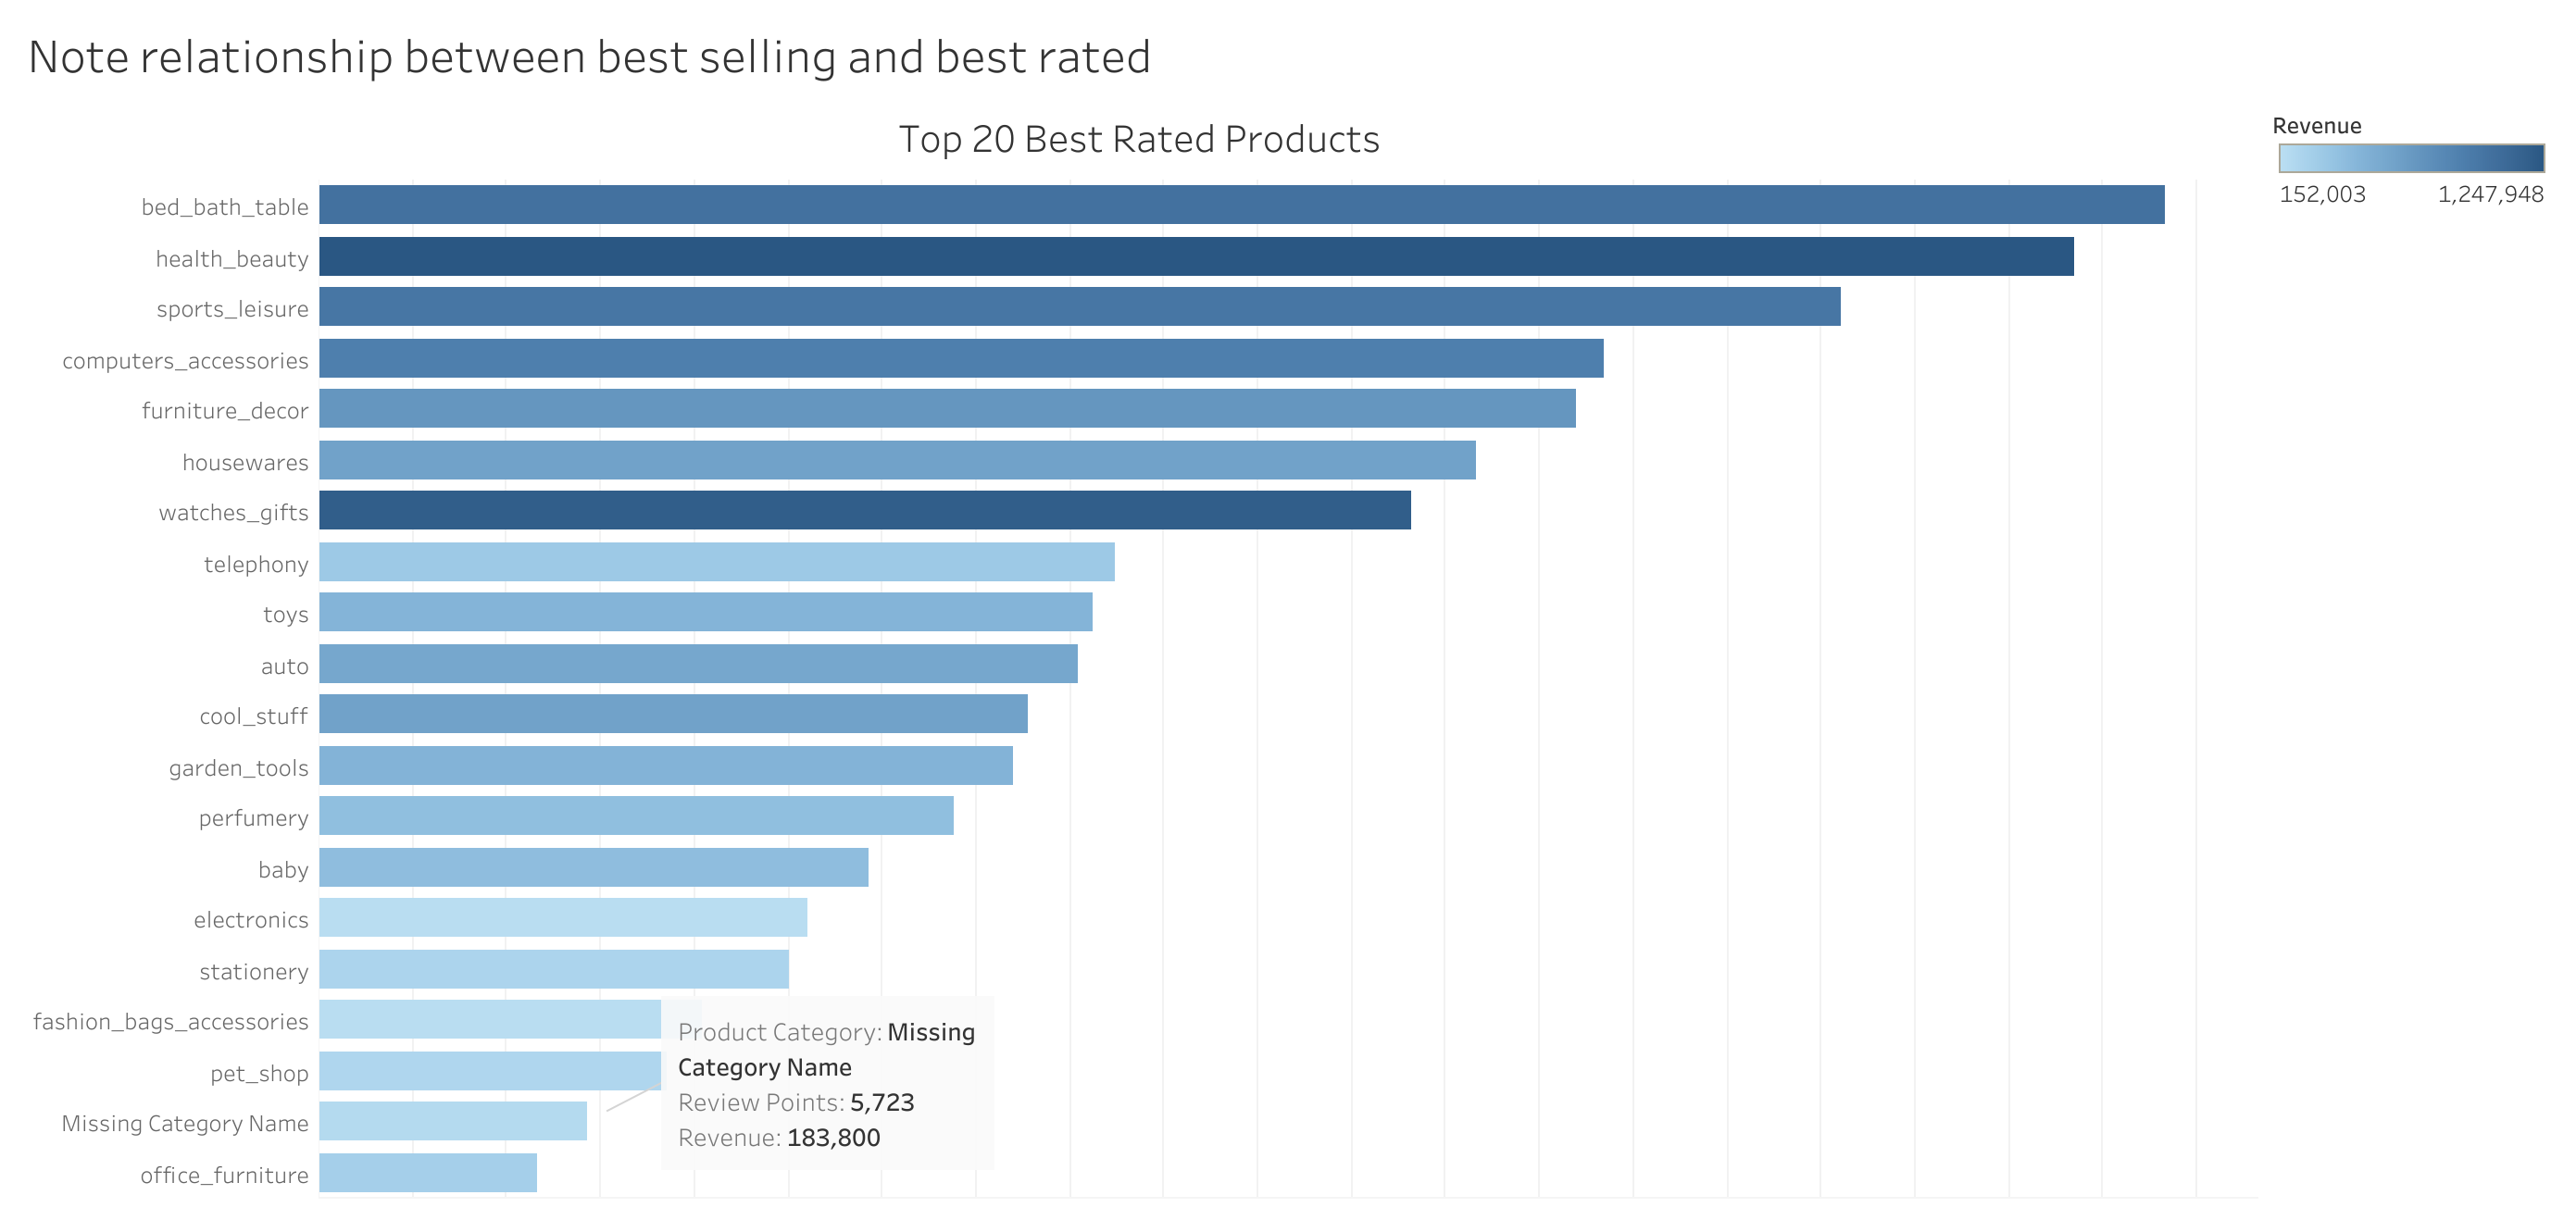 Note relationship between best selling and best rated
Top 20 Best Rated Products
Revenue
152,003 1,247,948
bed_bath_table
health_beauty
sports_leisure
computers_accessories
furniture_decor
housewares
watches_gifts
telephony
toys
auto
cool_stuff
garden_tools
perfumery
baby
electronics
stationery
fashion_bags_accessories
pet_shop
Missing Category Name
office_furniture
Product Category: Missing
Category Name
Review Points: 5,723
Revenue: 183,800